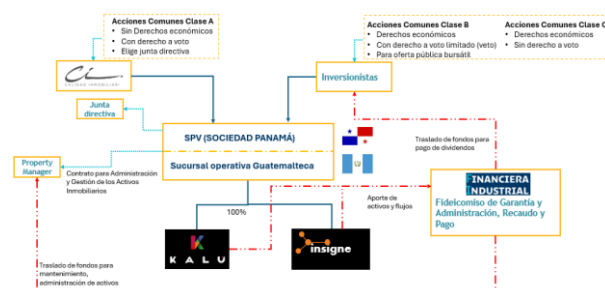 Acciones Comunes Clase A
• Sin Derechos económicos
• Con derecho a voto
• Elige junta directiva
Acciones Comunes Clase B
• Derechos económicos
• Con derecho a voto limitado (veto)
• Para oferta pública bursátil
Acciones Comunes Clase C
• Derechos económicos
• Sin derecho a voto
Ci
CALIDAD INMOBILIARIA
Inversionistas
Junta
directiva
SPV (SOCIEDAD PANAMÁ)
Sucursal operativa Guatemalteca
Traslado de fondos para
pago de dividendos
Property
Manager
Contrato para Administración
y Gestión de los Activos
Inmobiliarios
FINANCIERA
INDUSTRIAL
Fideicomiso de Garantía y
Administración, Recaudo y
Pago
100%
Aporte de
activos y flujos
KALU
insigne
Traslado de fondos para
mantenimiento,
administración de activos